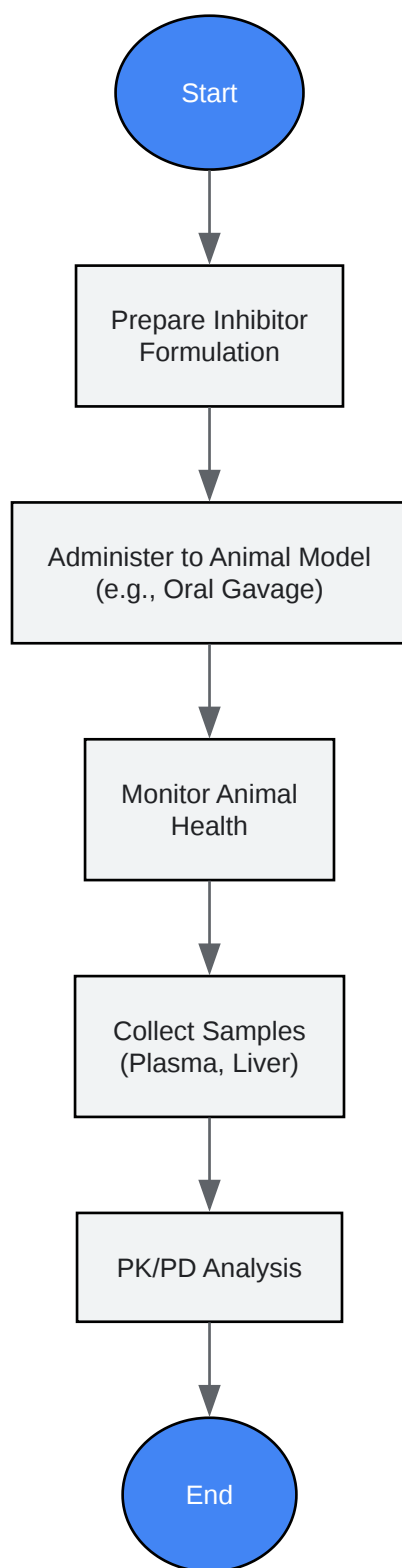 Start
Prepare Inhibitor
Formulation
Administer to Animal Model
(e.g., Oral Gavage)
Monitor Animal
Health
Collect Samples
(Plasma, Liver)
PK/PD Analysis
End